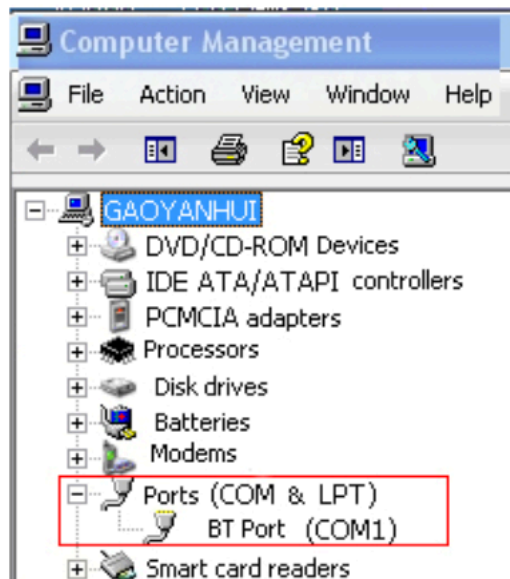 Computer Management
File Action View Window Help
GAOYANHUI
DVD/CD-ROM Devices
IDE ATA/ATAPI controllers
PCMCIA adapters
Processors
Disk drives
Batteries
Modems
Ports (COM & LPT)
BT Port (COM1)
Smart card readers